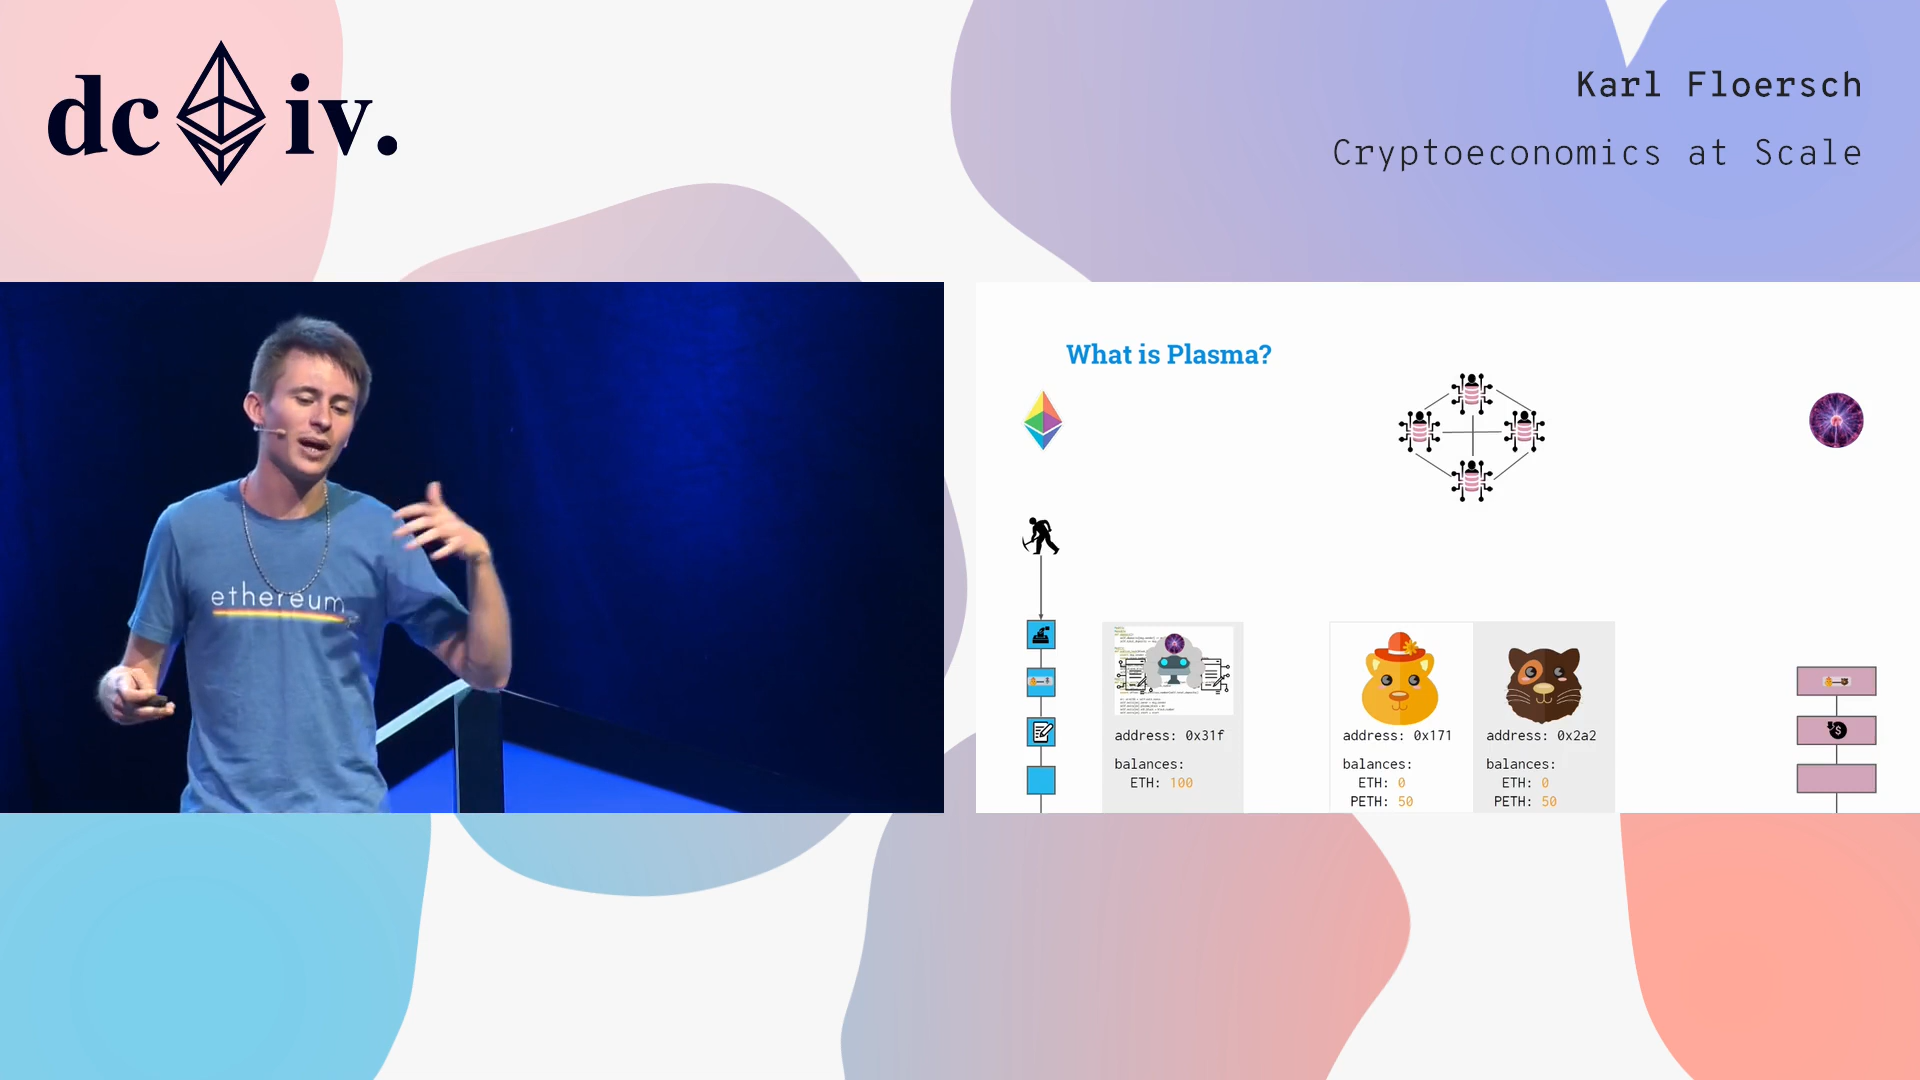 dc iv.
Karl Floersch
Cryptoeconomics at Scale
ethereum
What is Plasma?
address: 0x31f
balances:
ETH: 100
address: 0x171
balances:
ETH: 0
PETH: 50
address: 0x2a2
balances:
ETH: 0
PETH: 50